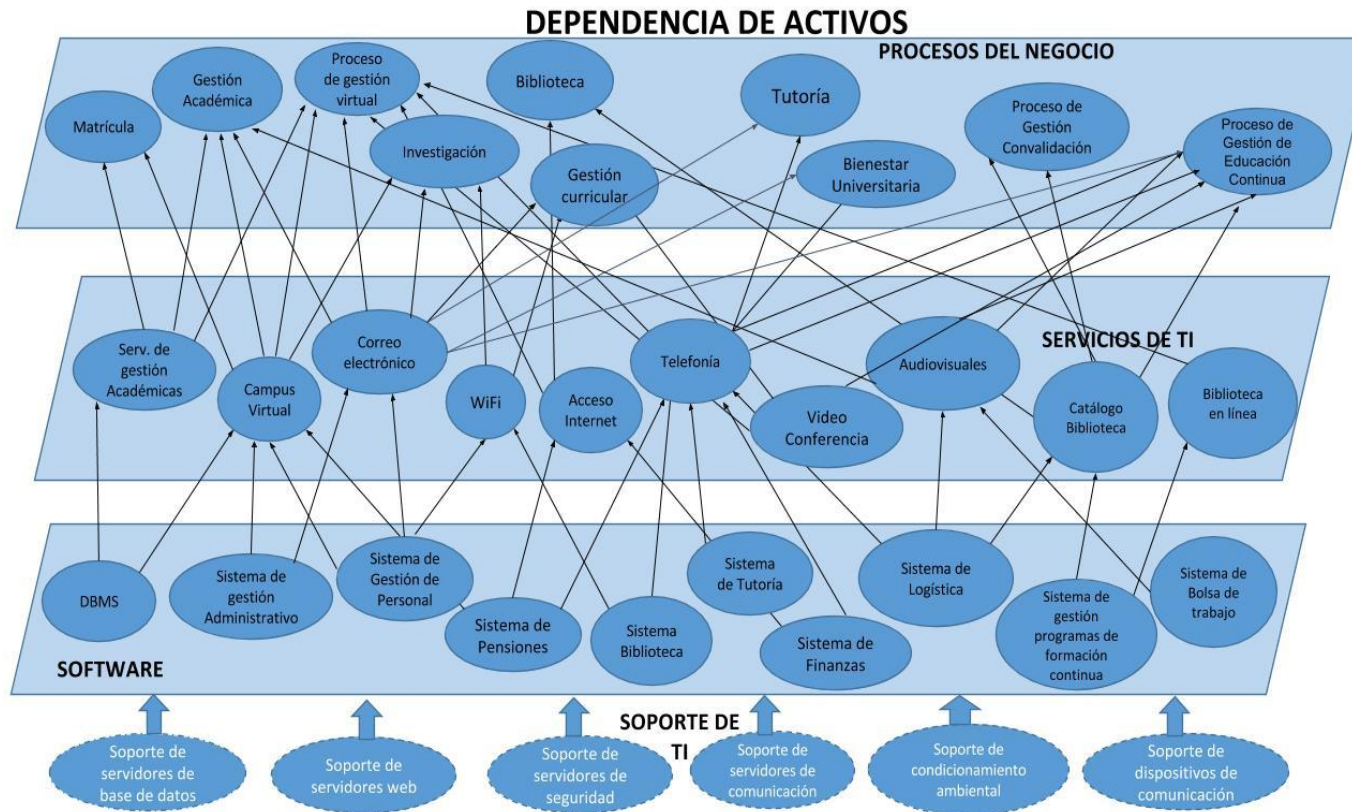 DEPENDENCIA DE ACTIVOS
PROCESOS DEL NEGOCIO
Matrícula
Gestión
Académica
Proceso
de gestión
virtual
Investigación
Biblioteca
Gestión
curricular
Tutoría
Bienestar
Universitaria
Proceso de
Gestión
Convalidación
Proceso de
Gestión de
Educación
Continua
SERVICIOS DE TI
Serv. de
gestión
Académicas
Campus
Virtual
Correo
electrónico
WiFi
Acceso
Internet
Telefonía
Video
Conferencia
Audiovisuales
Catálogo
Biblioteca
Biblioteca
en línea
DBMS
Sistema de
gestión
Administrativo
Sistema de
Gestión de
Personal
Sistema de
Pensiones
Sistema
Biblioteca
Sistema
de Tutoría
Sistema de
Finanzas
Sistema de
Logística
Sistema de
gestión
programas de
formación
continua
Sistema de
Bolsa de
trabajo
SOFTWARE
SOPORTE DE
TI
Soporte de
servidores de
base de datos
Soporte de
servidores web
Soporte de
servidores de
seguridad
Soporte de
servidores de
comunicación
Soporte de
condicionamiento
ambiental
Soporte de
dispositivos de
comunicación